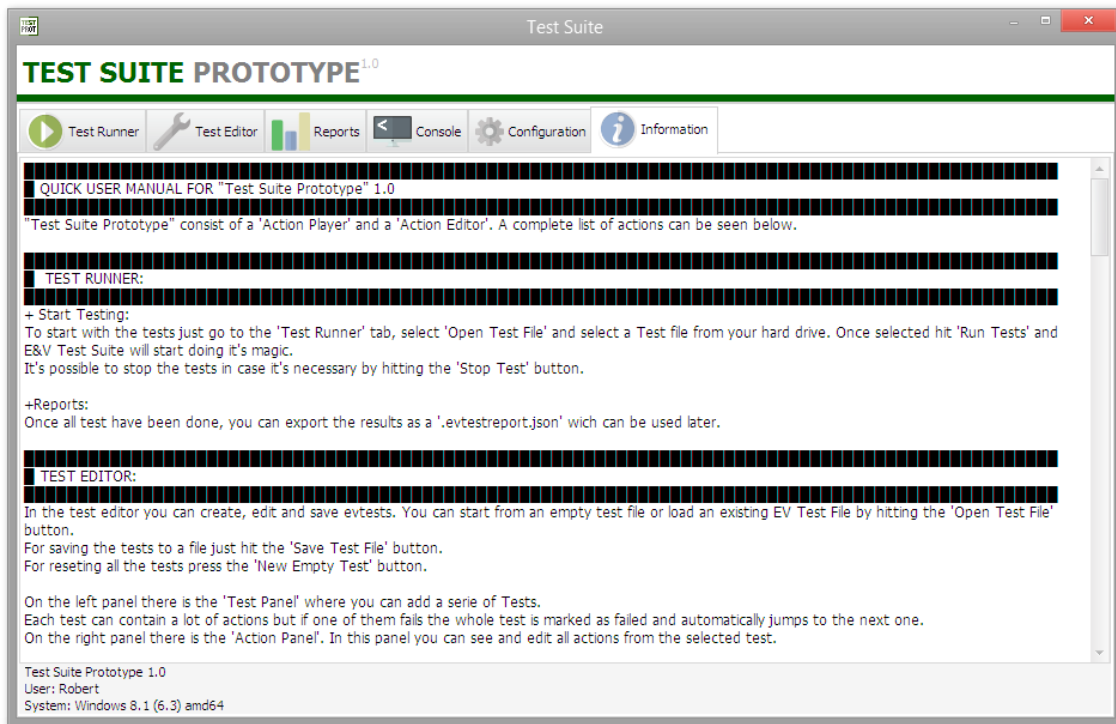 TEST PROT
Test Suite
TEST SUITE PROTOTYPE 1.0
Test Runner
Test Editor
Reports
Console
Configuration
Information
QUICK USER MANUAL FOR "Test Suite Prototype" 1.0
"Test Suite Prototype" consist of a 'Action Player' and a 'Action Editor'. A complete list of actions can be seen below.
TEST RUNNER:
+ Start Testing:
To start with the tests just go to the 'Test Runner' tab, select 'Open Test File' and select a Test file from your hard drive. Once selected hit 'Run Tests' and
E&V Test Suite will start doing it's magic.
It's possible to stop the tests in case it's necessary by hitting the 'Stop Test' button.
+Reports:
Once all test have been done, you can export the results as a '.evtestreport.json' wich can be used later.
TEST EDITOR:
In the test editor you can create, edit and save evtests. You can start from an empty test file or load an existing EV Test File by hitting the 'Open Test File'
button.
For saving the tests to a file just hit the 'Save Test File' button.
For reseting all the tests press the 'New Empty Test' button.
On the left panel there is the 'Test Panel' where you can add a serie of Tests.
Each test can contain a lot of actions but if one of them fails the whole test is marked as failed and automatically jumps to the next one.
On the right panel there is the 'Action Panel'. In this panel you can see and edit all actions from the selected test.
Test Suite Prototype 1.0
User: Robert
System: Windows 8.1 (6.3) amd64